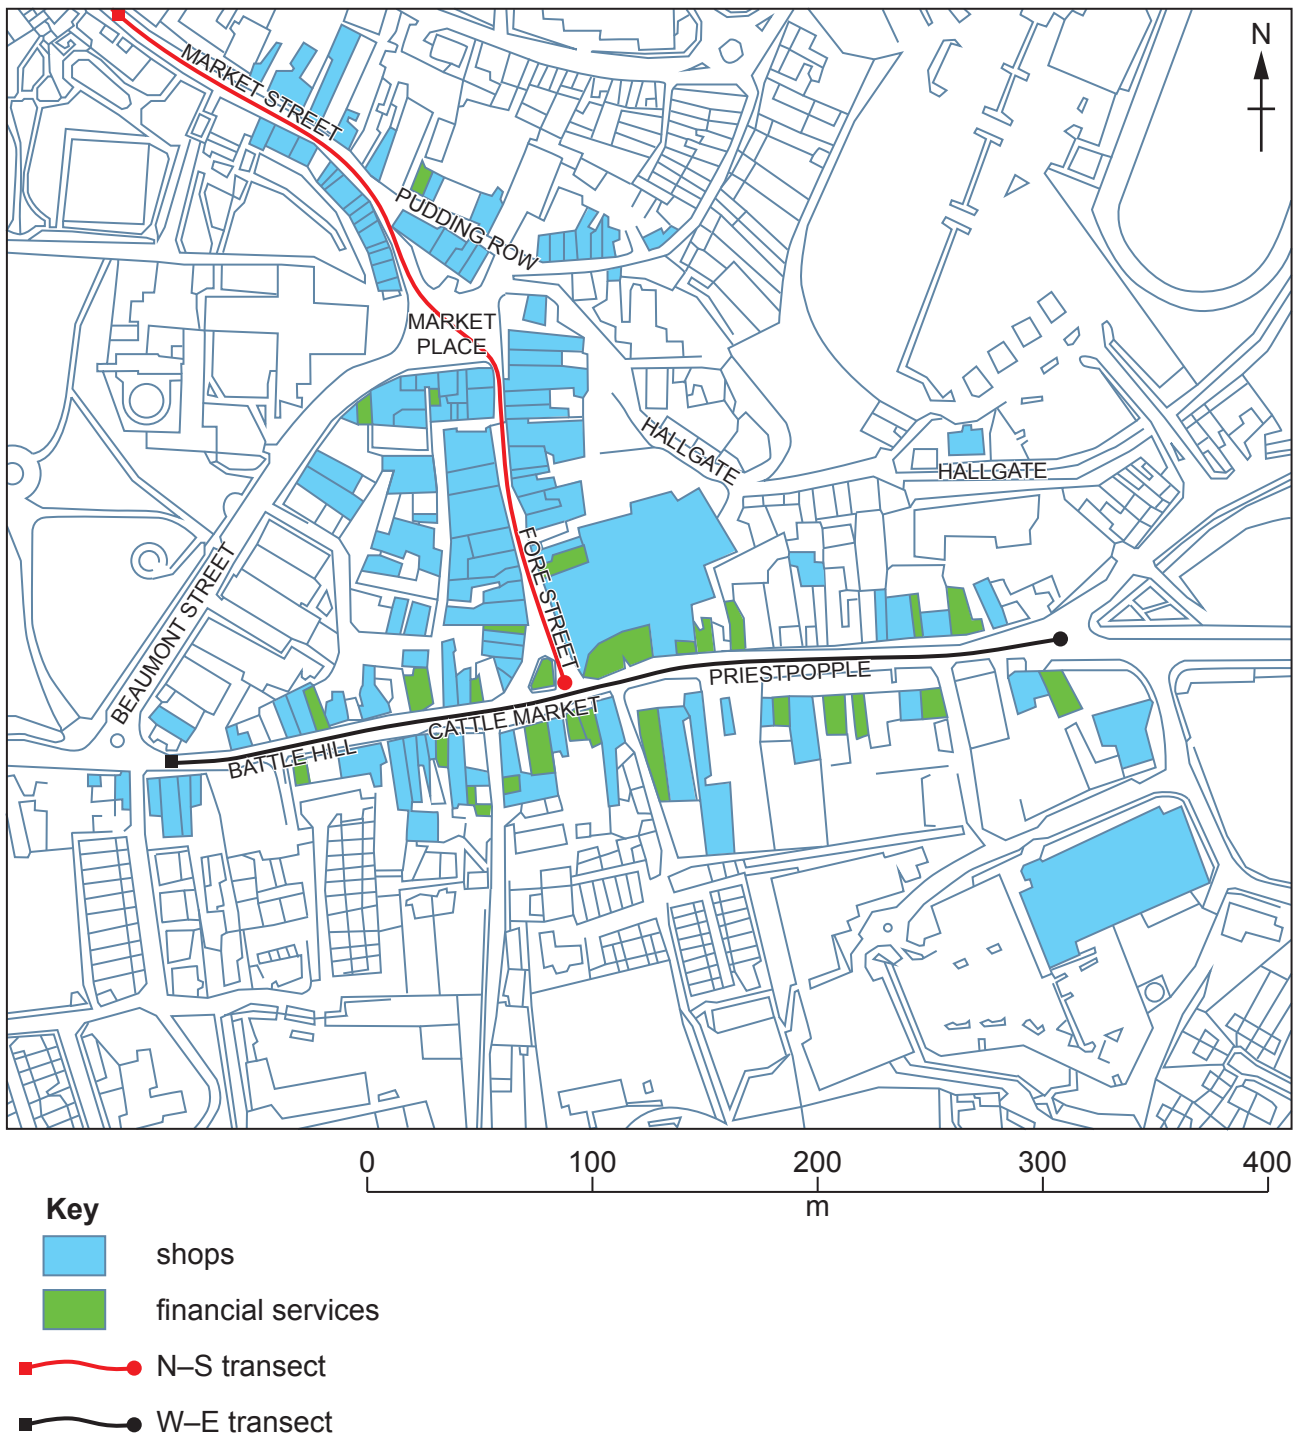 N
MARKET STREET
PUDDING ROW
MARKET
PLACE
HALLGATE
HALLGATE
FORE STREET
BEAUMONT STREET
PRIESTPOPPLE
CATTLE MARKET
BATTLE HILL
0 100 200 300 400
m
Key
shops
financial services
N–S transect
W–E transect